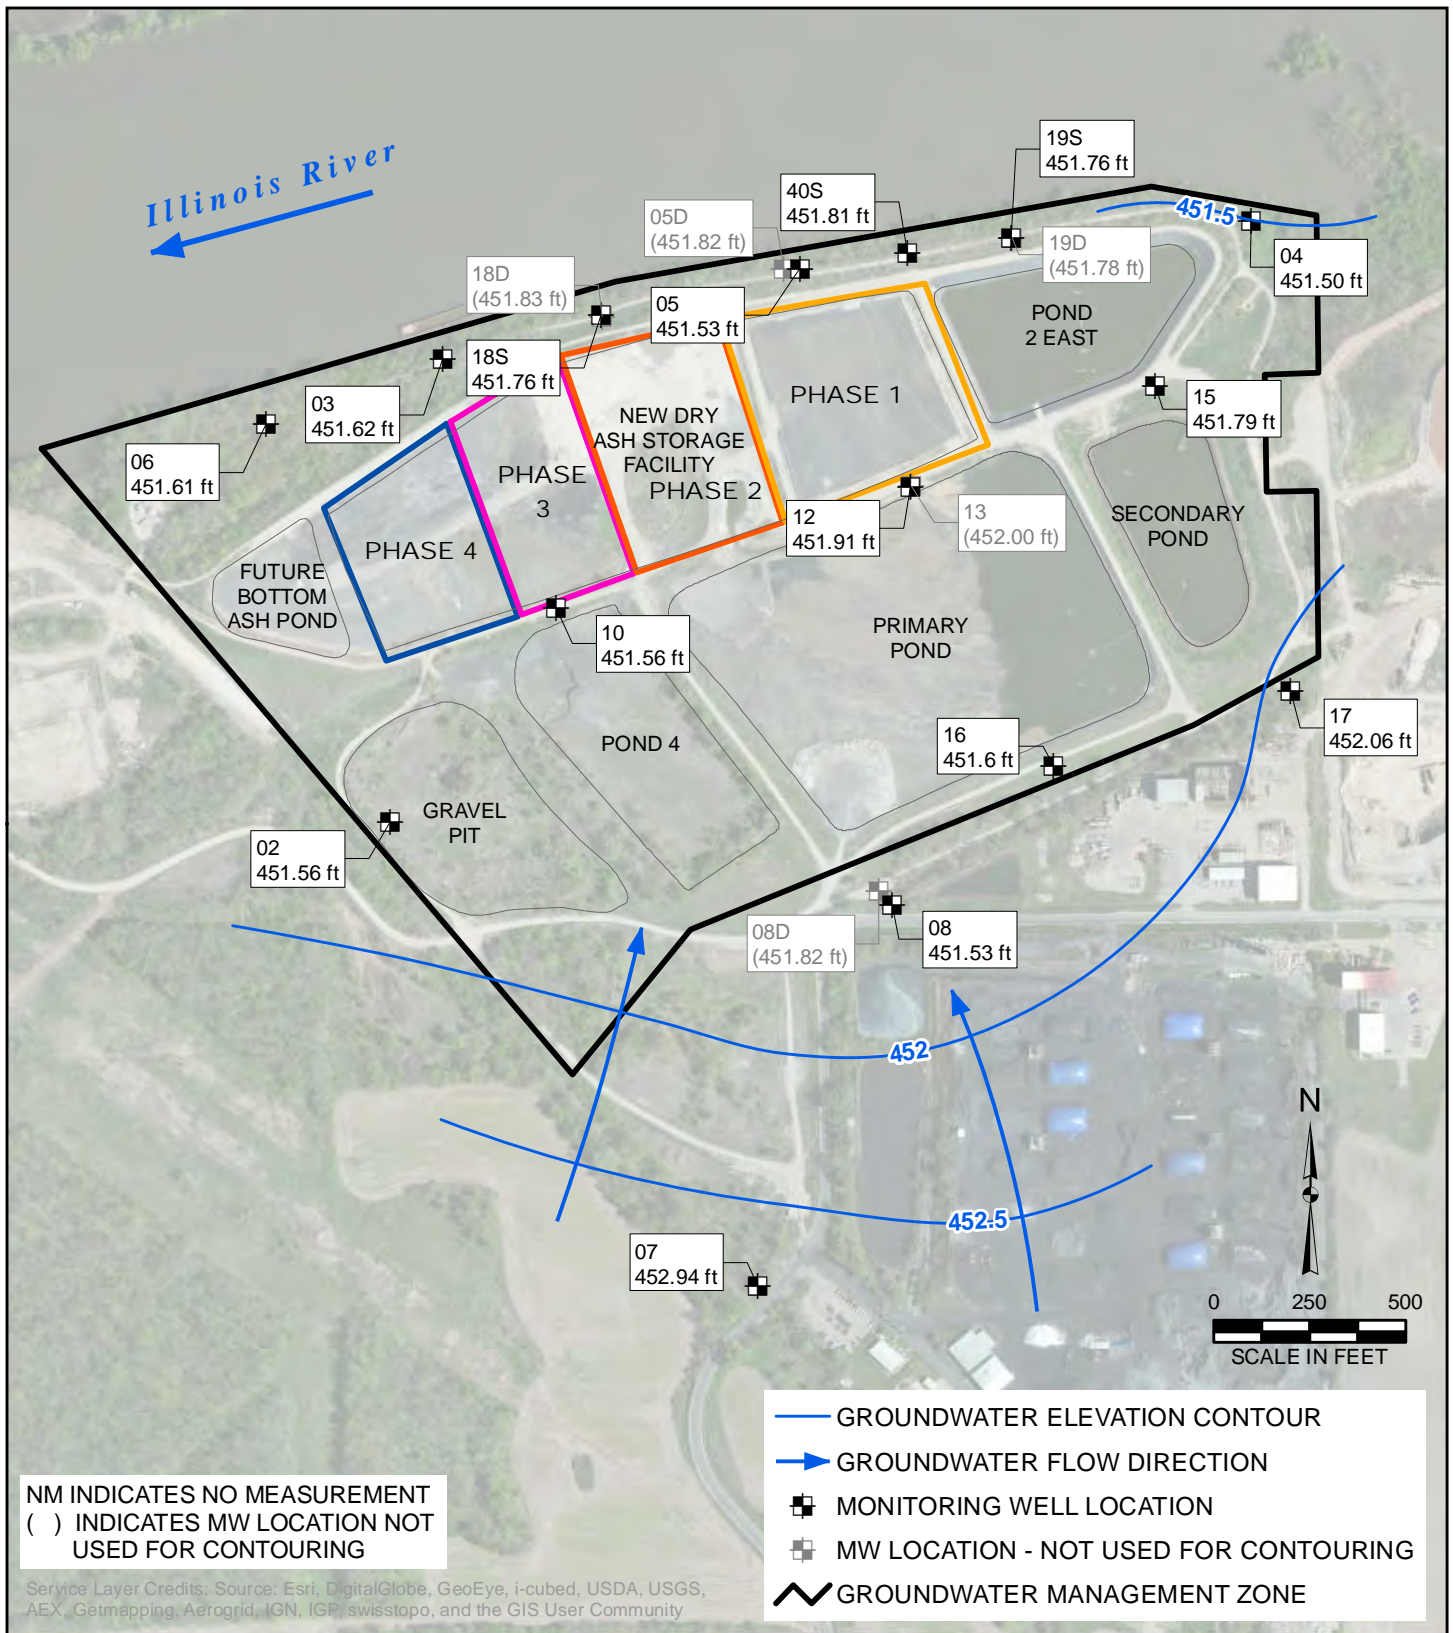 Illinois River
19S
451.76 ft
40S
451.81 ft
05D
(451.82 ft)
451.5
19D
(451.78 ft)
04
451.50 ft
18D
(451.83 ft)
05
451.53 ft
POND
2 EAST
18S
451.76 ft
03
451.62 ft
PHASE 1
15
451.79 ft
NEW DRY
ASH STORAGE
FACILITY
PHASE 2
06
451.61 ft
PHASE
3
12
451.91 ft
13
(452.00 ft)
SECONDARY
POND
PHASE 4
FUTURE
BOTTOM
ASH POND
10
451.56 ft
PRIMARY
POND
17
452.06 ft
POND 4
16
451.6 ft
GRAVEL
PIT
02
451.56 ft
08D
(451.82 ft)
08
451.53 ft
452
452.5
07
452.94 ft
N
0 250 500
SCALE IN FEET
GROUNDWATER ELEVATION CONTOUR
GROUNDWATER FLOW DIRECTION
MONITORING WELL LOCATION
MW LOCATION - NOT USED FOR CONTOURING
GROUNDWATER MANAGEMENT ZONE
NM INDICATES NO MEASUREMENT
( ) INDICATES MW LOCATION NOT
USED FOR CONTOURING
Service Layer Credits: Source: Esri, DigitalGlobe, GeoEye, i-cubed, USDA, USGS,
AEX, Getmapping, Aerogrid, IGN, IGP, swisstopo, and the GIS User Community